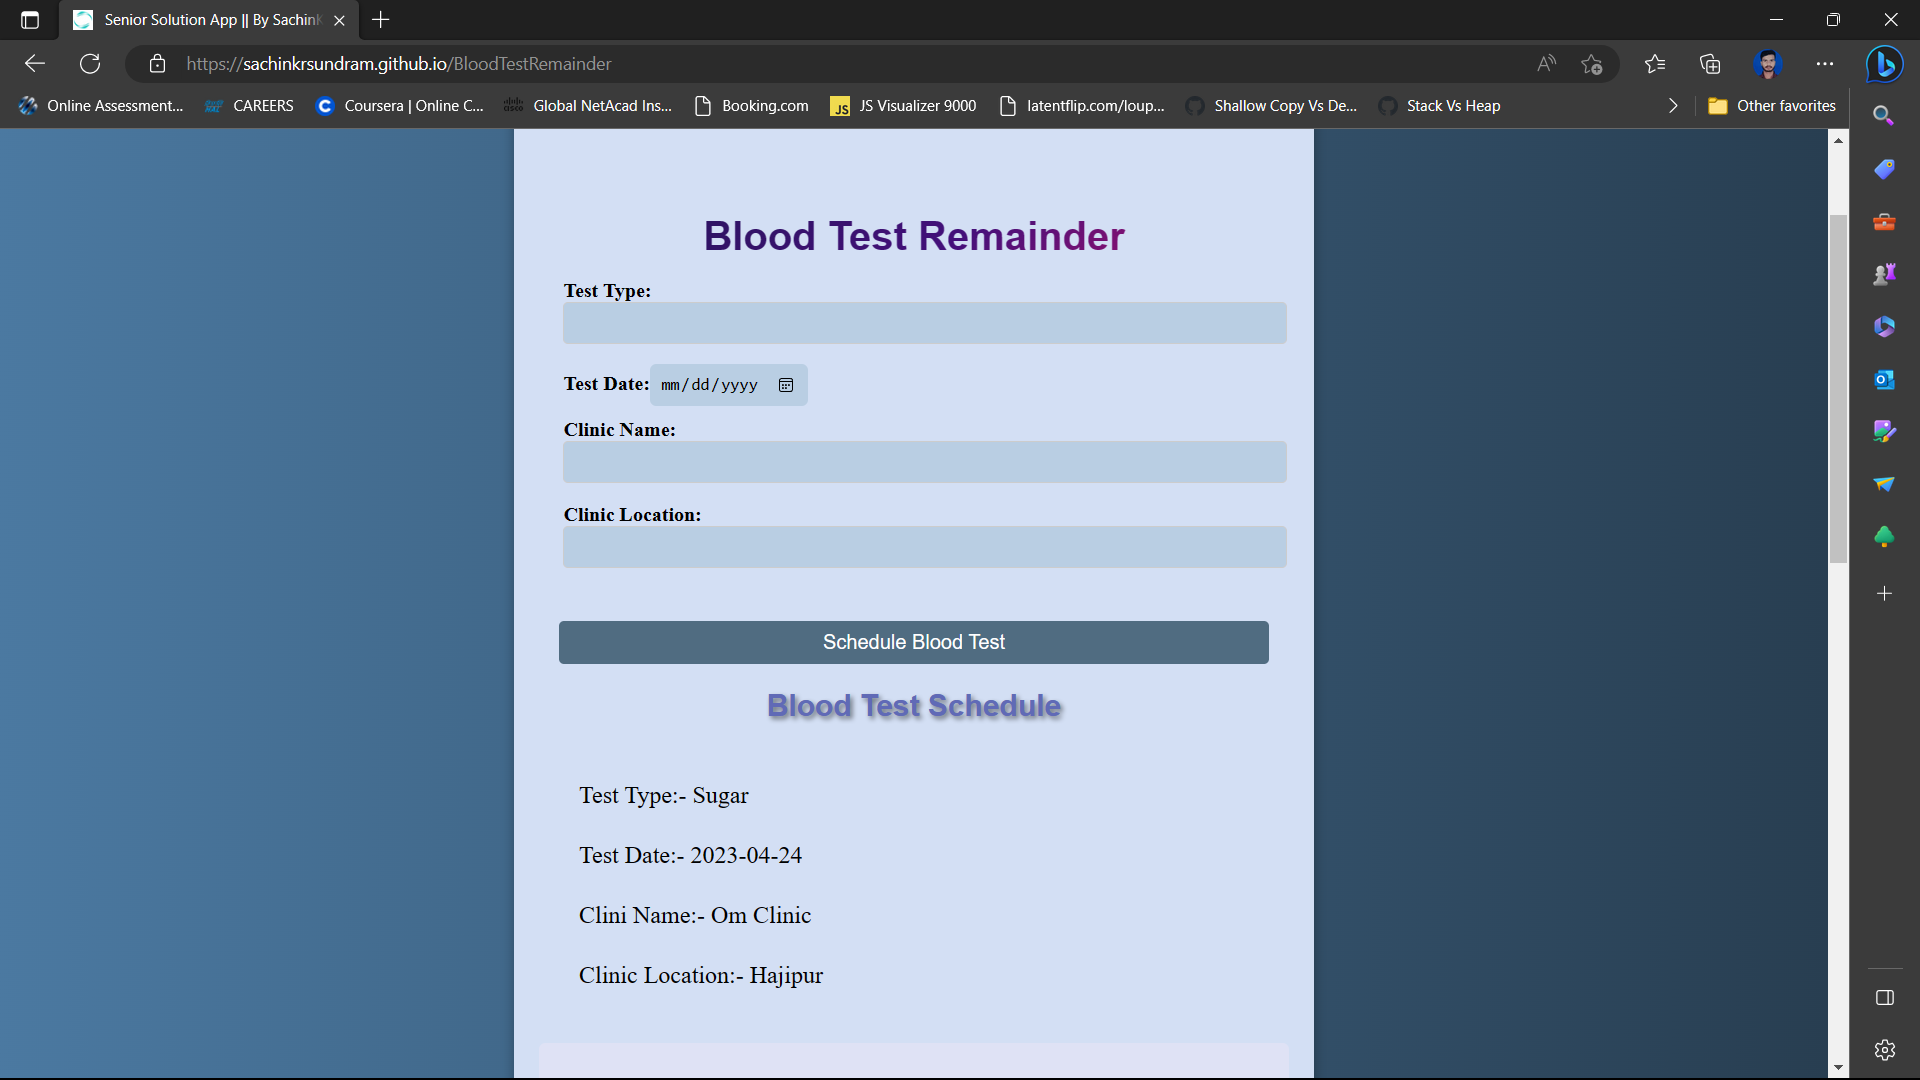 Senior Solution App || By Sachin
https://sachinkrsundram.github.io/BloodTestRemainder
Online Assessment... CAREERS Coursera | Online C... Global NetAcad Ins... Booking.com JS Visualizer 9000 latentflip.com/loup... Shallow Copy Vs De... Stack Vs Heap Other favorites
Blood Test Remainder
Test Type:
Test Date: mm/dd/yyyy
Clinic Name:
Clinic Location:
Schedule Blood Test
Blood Test Schedule
Test Type:- Sugar
Test Date:- 2023-04-24
Clini Name:- Om Clinic
Clinic Location:- Hajipur